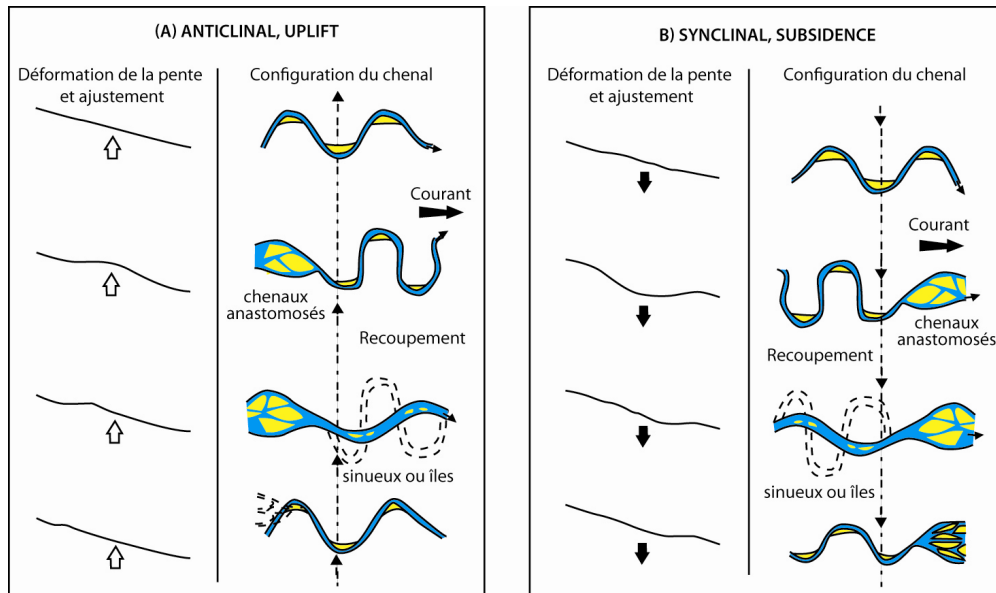 (A) ANTICLINAL, UPLIFT
Déformation de la pente
et ajustement
Configuration du chenal
Courant
chenaux
anastomosés
Recoupement
sinueux ou îles
B) SYNCLINAL, SUBSIDENCE
Déformation de la pente
et ajustement
Configuration du chenal
Courant
chenaux
anastomosés
Recoupement
sinueux ou îles